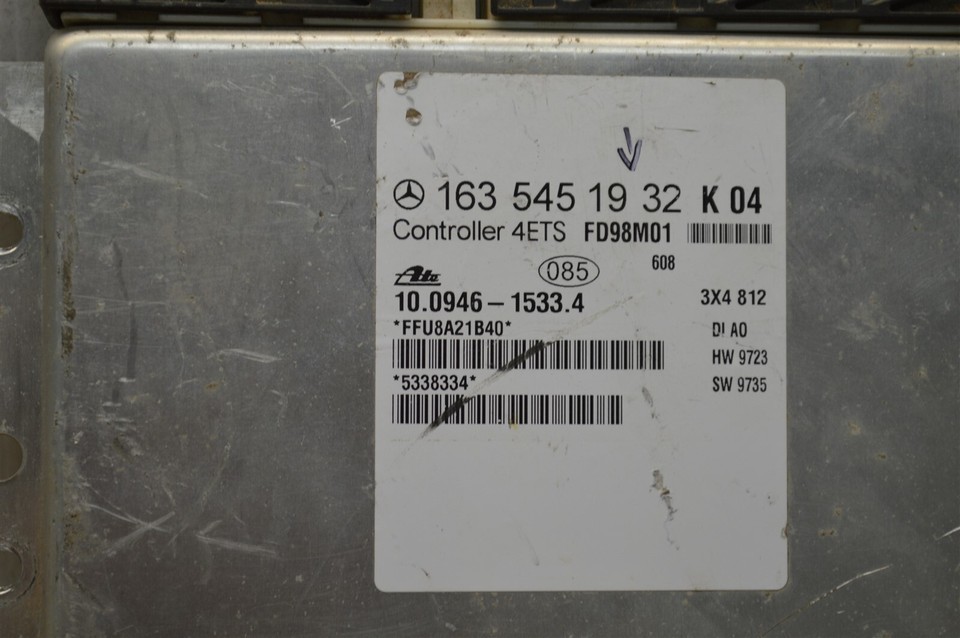 163 545 19 32 K 04
Controller 4ETS FD98M01
608
Ate 085
10.0946-1533.4 3X4 812
*FFU8A21B40* DI A0
HW 9723
*5338334* SW 9735